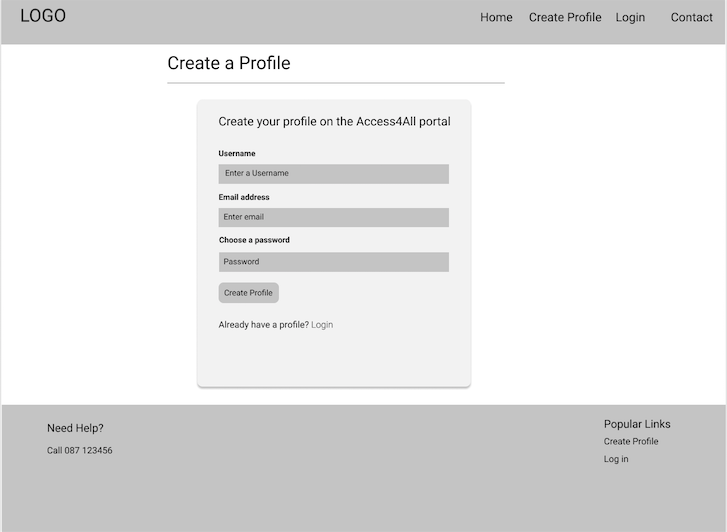 LOGO
Home Create Profile Login Contact
Create a Profile
Create your profile on the Access4All portal
Username
Enter a Username
Email address
Enter email
Choose a password
Password
Create Profile
Already have a profile? Login
Need Help?
Call 087 123456
Popular Links
Create Profile
Log in